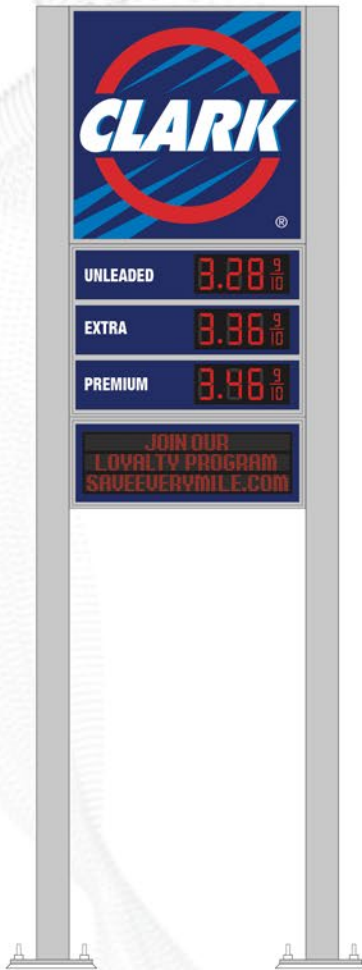 CLARK
®
UNLEADED 3.28 9/10
EXTRA 3.36 9/10
PREMIUM 3.46 9/10
JOIN OUR
LOYALTY PROGRAM
SAVEEVERYMILE.COM